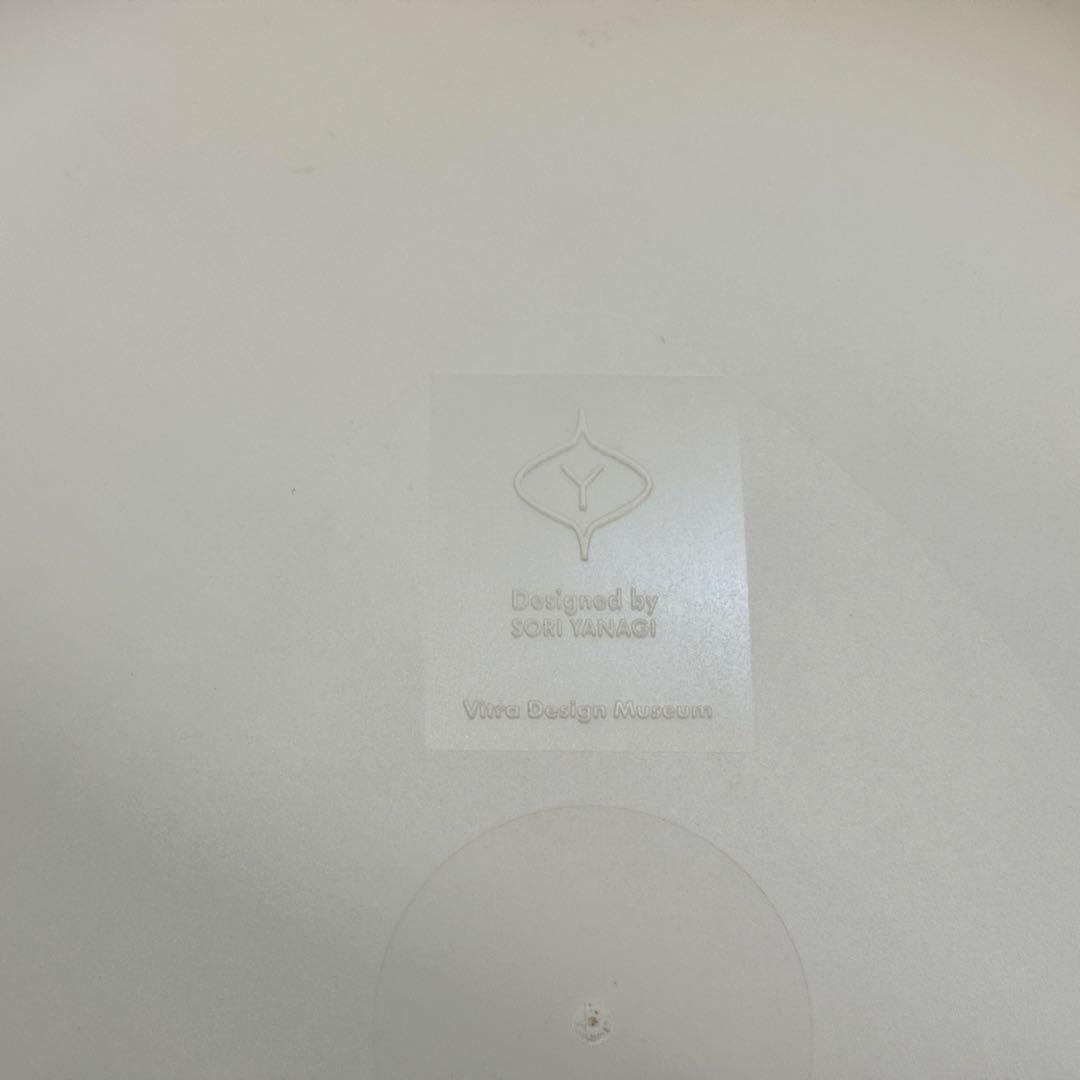 Y
Designed by
SORI YANAGI
Vitra Design Museum